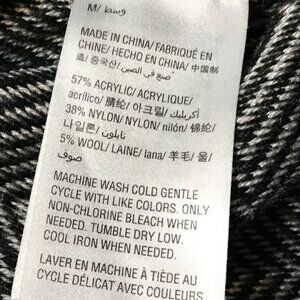 M/ وسط
MADE IN CHINA/ FABRIQUÉ EN
CHINE/ HECHO EN CHINA/ 中国制
造/ 중국산/ صنع في الصين
57% ACRYLIC/ ACRYLIQUE/
acrílico/ 腈纶/ 아크릴/ أكريليك
38% NYLON/ NYLON/ nilón/ 锦纶/
나일론/ نايلون
5% WOOL/ LAINE/ lana/ 羊毛/ 울/
صوف
MACHINE WASH COLD GENTLE
CYCLE WITH LIKE COLORS. ONLY
NON-CHLORINE BLEACH WHEN
NEEDED. TUMBLE DRY LOW.
COOL IRON WHEN NEEDED.
LAVER EN MACHINE À TIÈDE AU
CYCLE DÉLICAT AVEC COULEURS